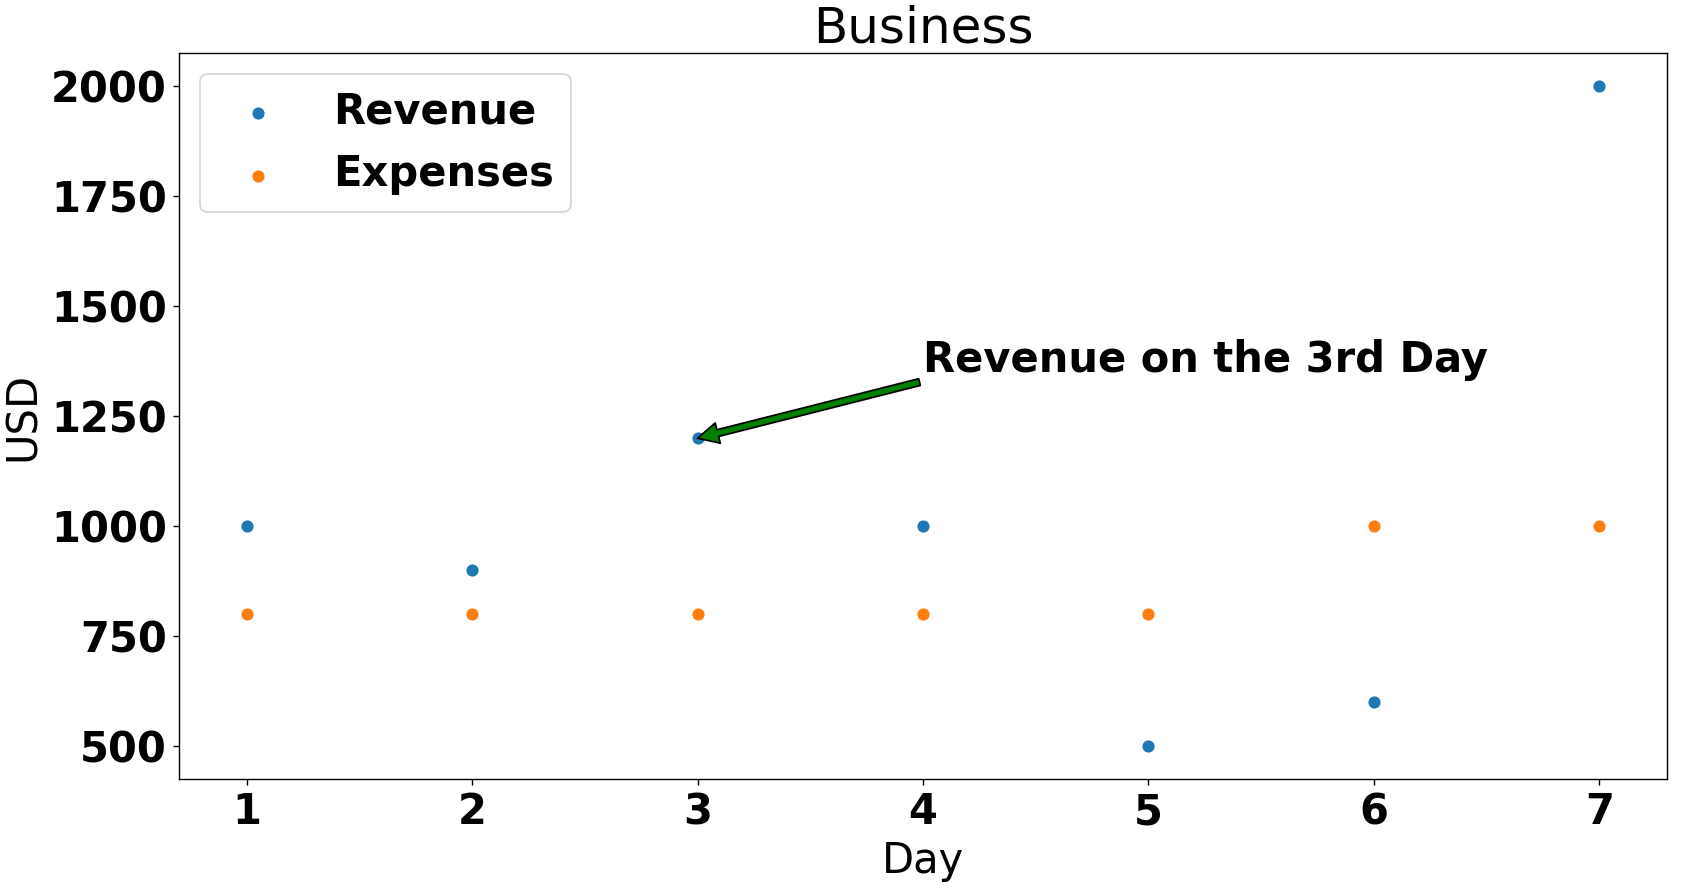 Business
2000
1750
1500
1250
1000
750
500
USD
Revenue
Expenses
Revenue on the 3rd Day
1 2 3 4 5 6 7
Day